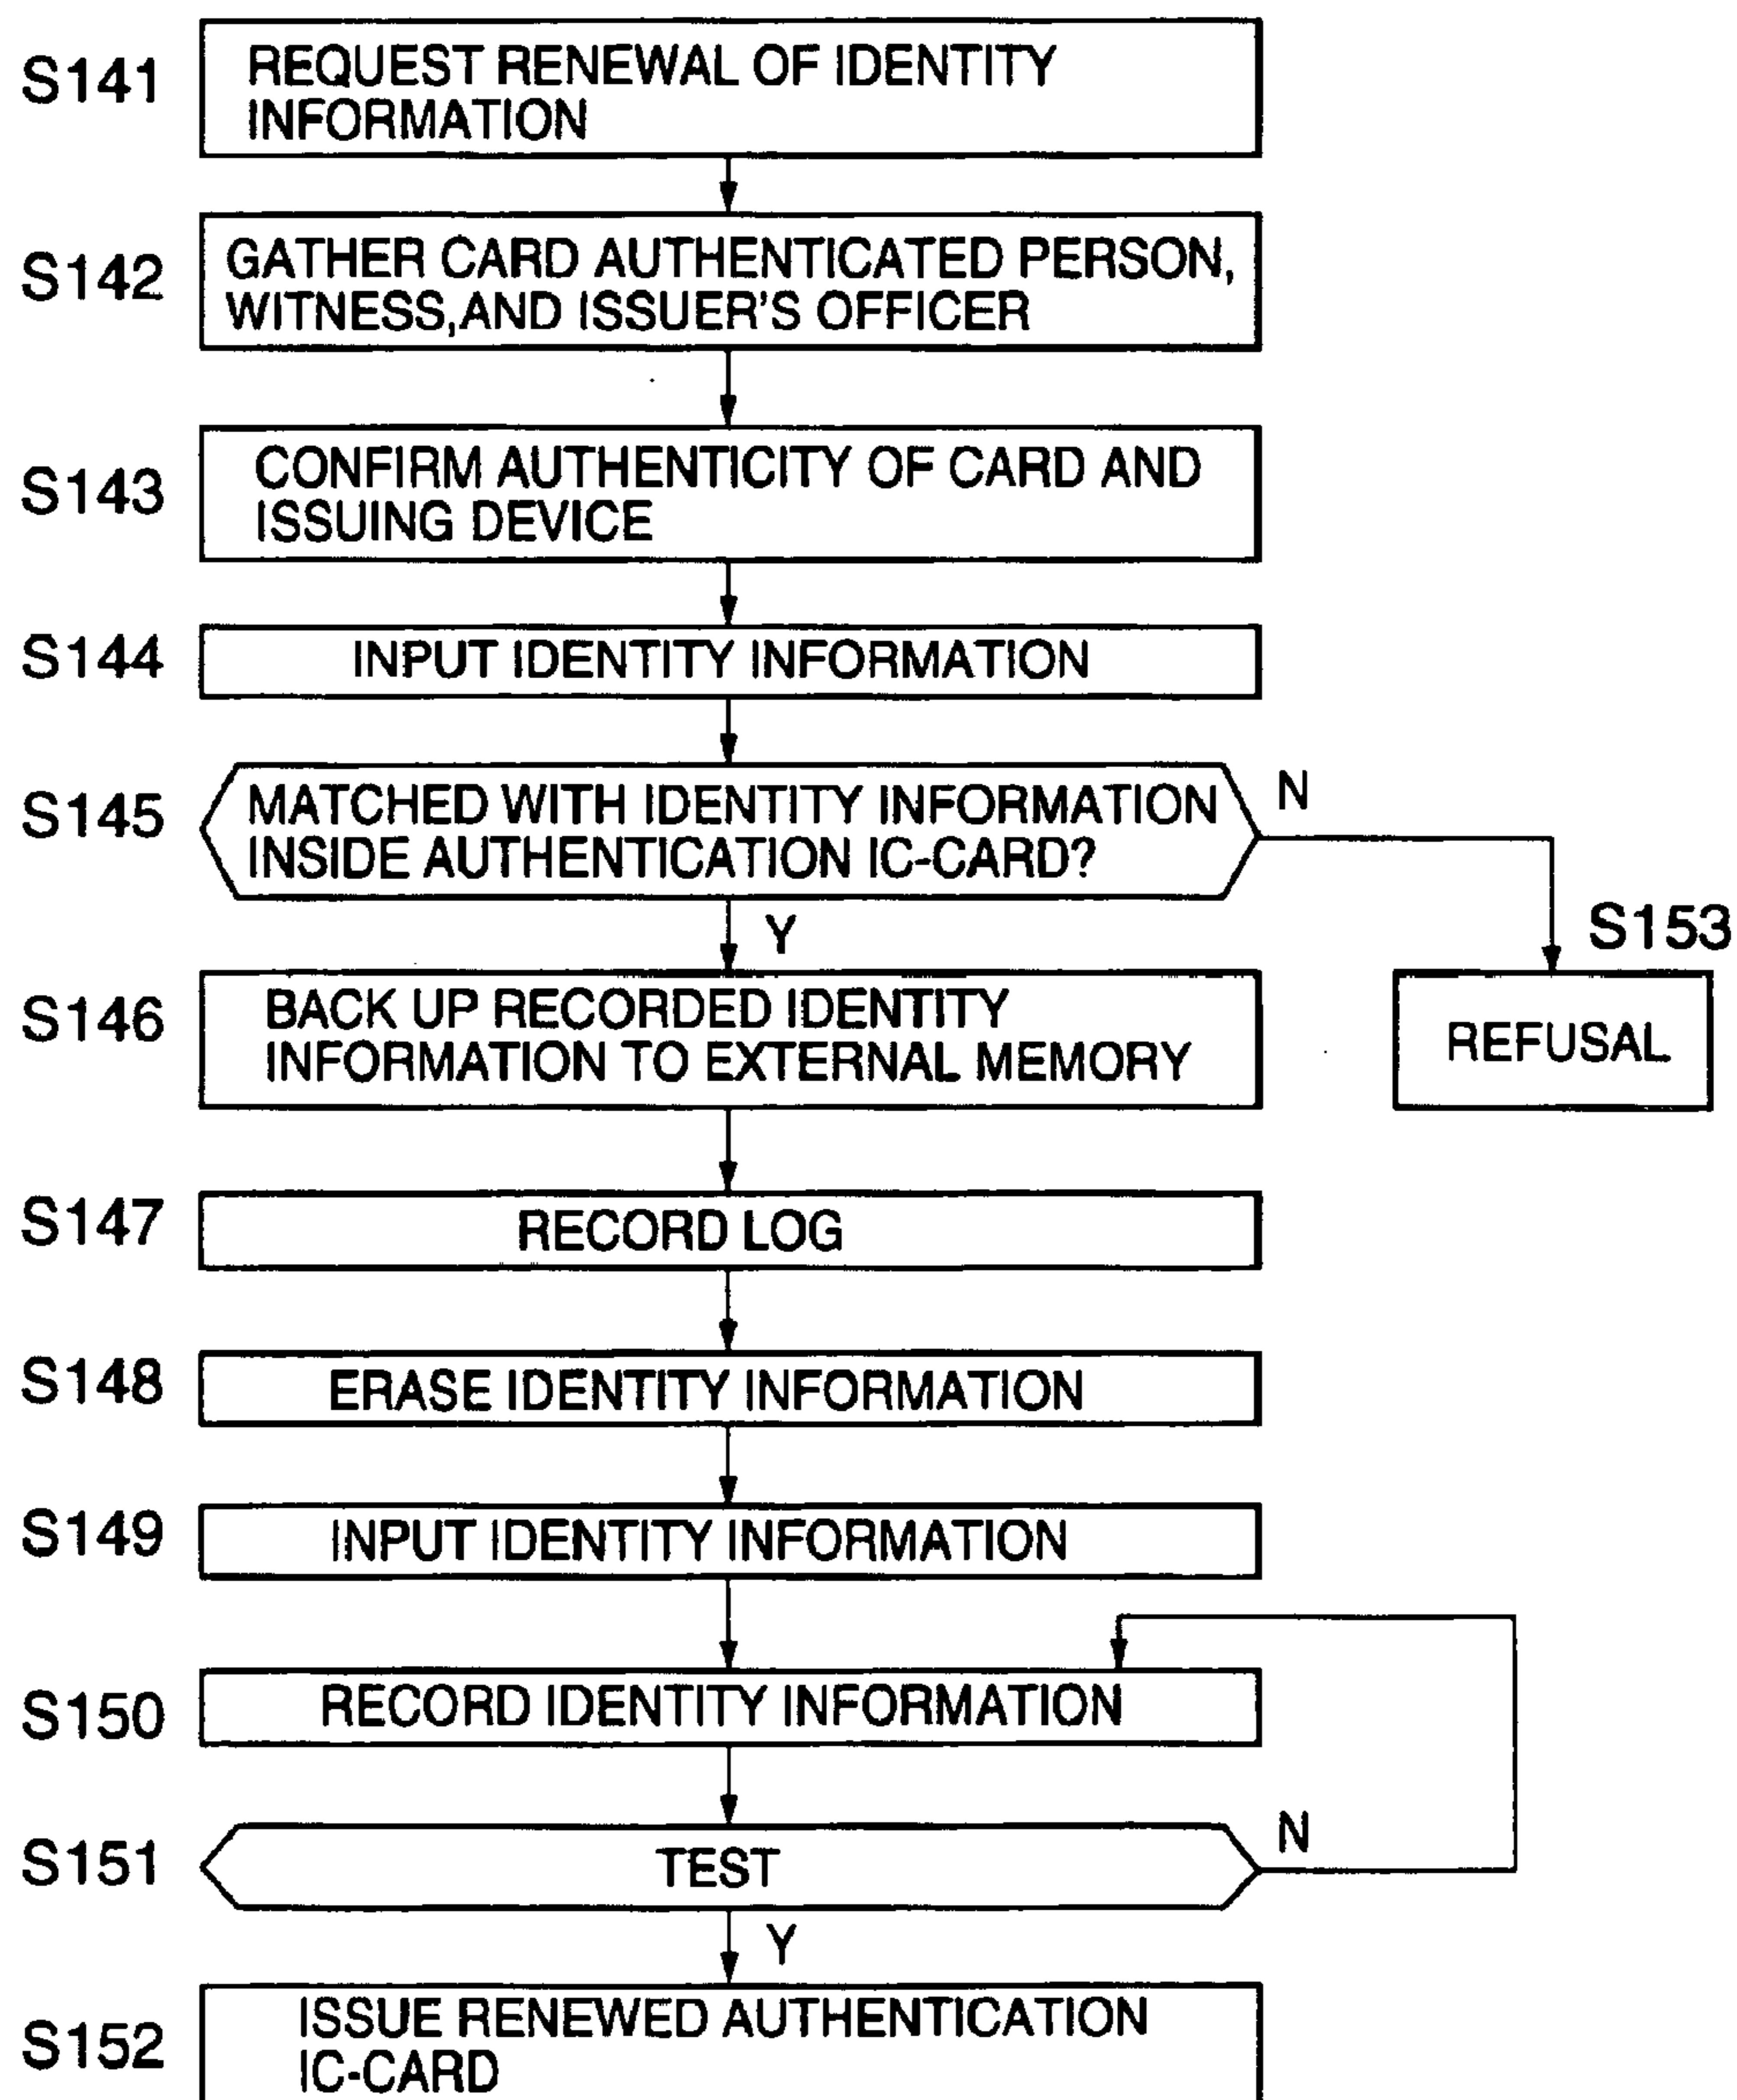 S141
REQUEST RENEWAL OF IDENTITY
INFORMATION
S142
GATHER CARD AUTHENTICATED PERSON,
WITNESS,AND ISSUER'S OFFICER
S143
CONFIRM AUTHENTICITY OF CARD AND
ISSUING DEVICE
S144
INPUT IDENTITY INFORMATION
S145
MATCHED WITH IDENTITY INFORMATION
INSIDE AUTHENTICATION IC-CARD?
N
Y
S153
REFUSAL
S146
BACK UP RECORDED IDENTITY
INFORMATION TO EXTERNAL MEMORY
S147
RECORD LOG
S148
ERASE IDENTITY INFORMATION
S149
INPUT IDENTITY INFORMATION
S150
RECORD IDENTITY INFORMATION
S151
TEST
N
Y
S152
ISSUE RENEWED AUTHENTICATION
IC-CARD